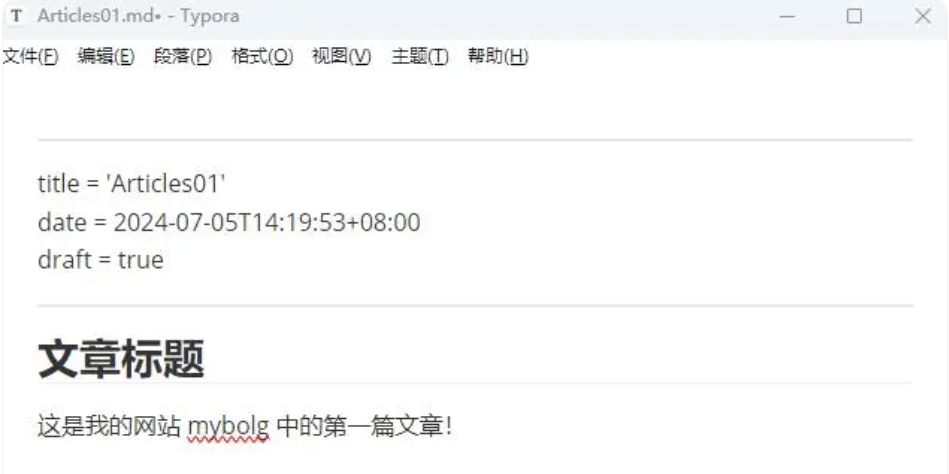 T Articles01.md• - Typora
文件(F) 编辑(E) 段落(P) 格式(O) 视图(V) 主题(T) 帮助(H)
title = 'Articles01'
date = 2024-07-05T14:19:53+08:00
draft = true
文章标题
这是我的网站 mybolg 中的第一篇文章！